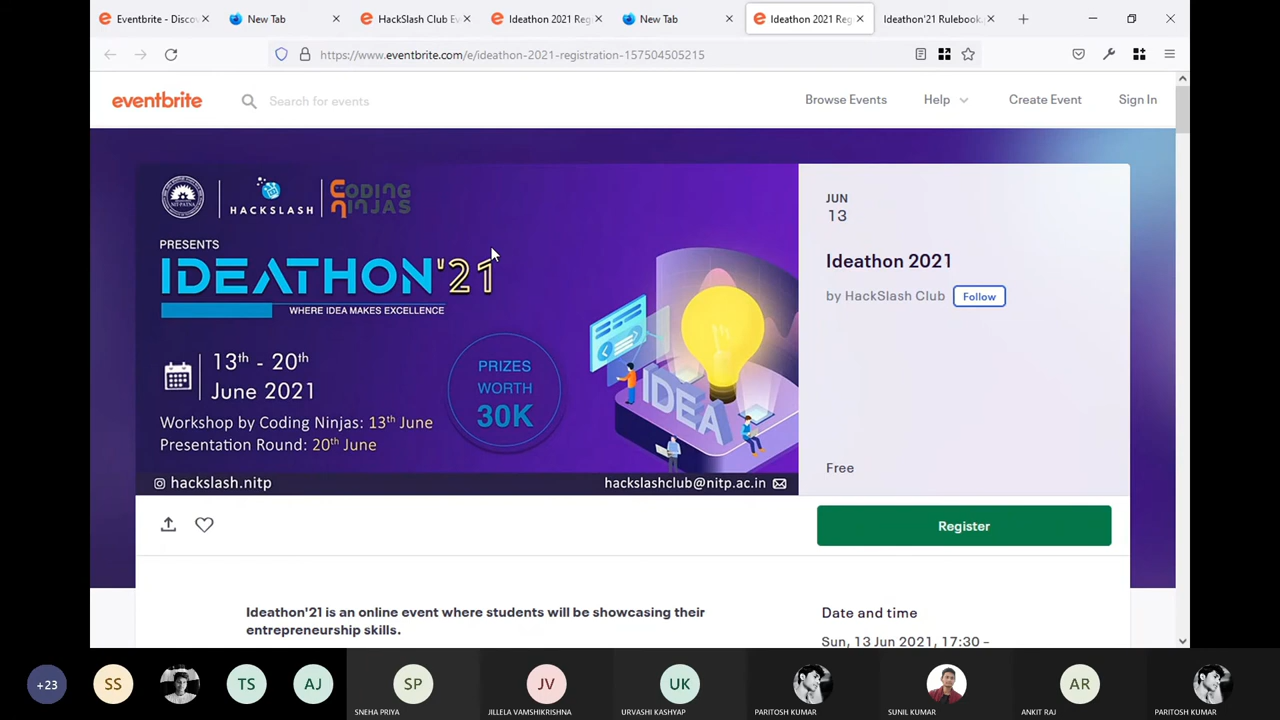 Eventbrite - Discov
New Tab
HackSlash Club Ev
Ideathon 2021 Reg
New Tab
Ideathon 2021 Reg
Ideathon'21 Rulebook.
https://www.eventbrite.com/e/ideathon-2021-registration-157504505215
eventbrite
Search for events
Browse Events
Help
Create Event
Sign In
HACKSLASH
CODING
NINJAS
PRESENTS
IDEATHON'21
WHERE IDEA MAKES EXCELLENCE
13th - 20th
June 2021
PRIZES
WORTH
30K
IDEA
Workshop by Coding Ninjas: 13th June
Presentation Round: 20th June
hackslash.nitp
hackslashclub@nitp.ac.in
JUN
13
Ideathon 2021
by HackSlash Club Follow
Free
Register
Ideathon'21 is an online event where students will be showcasing their
entrepreneurship skills.
Date and time
Sun, 13 Jun 2021, 17:30 –
+23
SS
TS
AJ
SP
SNEHA PRIYA
JV
JILLELA VAMSHIKRISHNA
UK
URVASHI KASHYAP
PARITOSH KUMAR
SUNIL KUMAR
AR
ANKIT RAJ
PARITOSH KUMAR